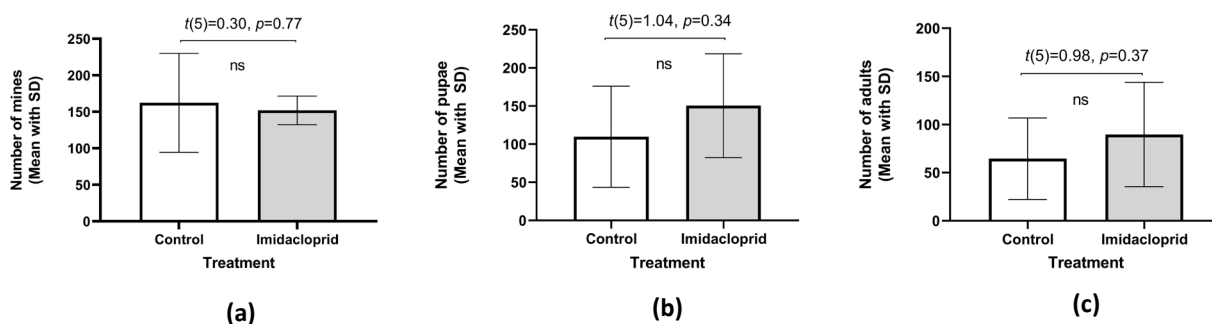 t(5)=0.30, p=0.77
ns
Number of mines
(Mean with SD)
250
200
150
100
50
0
Control
Imidacloprid
Treatment
(a)
t(5)=1.04, p=0.34
ns
Number of pupae
(Mean with SD)
250
200
150
100
50
0
Control
Imidacloprid
Treatment
(b)
t(5)=0.98, p=0.37
ns
Number of adults
(Mean with SD)
200
150
100
50
0
Control
Imidacloprid
Treatment
(c)